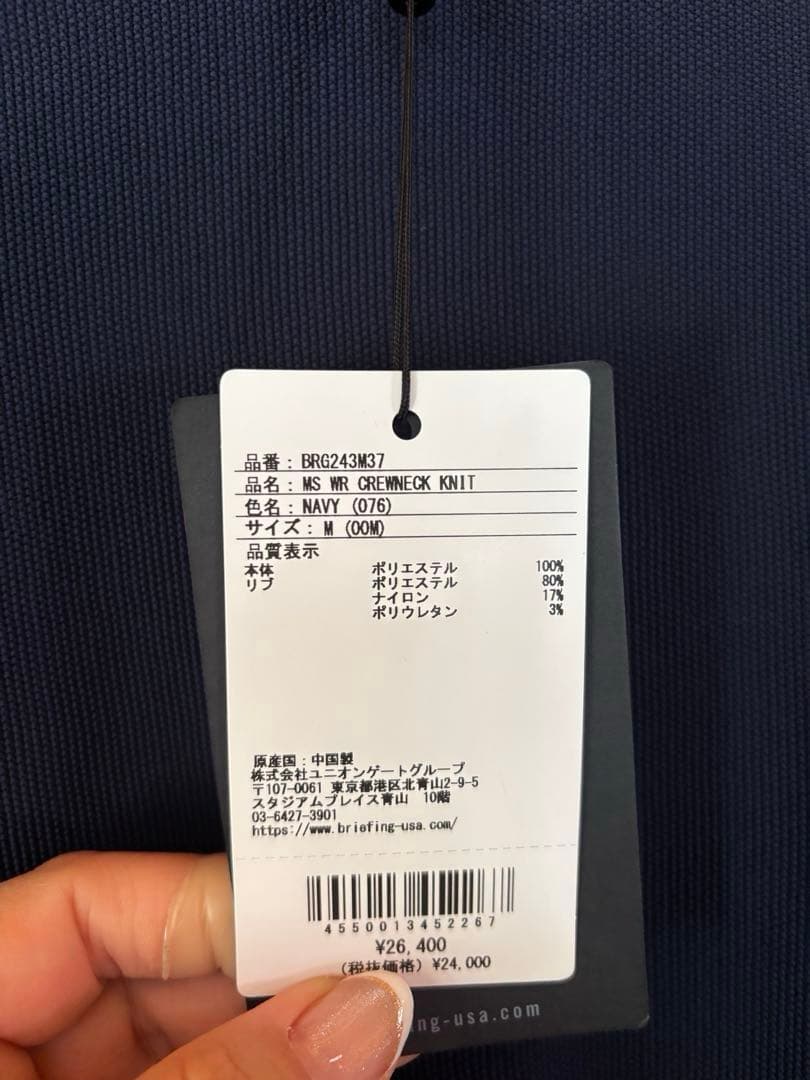 品番：BRG243M37
品名：MS WR CREWNECK KNIT
色名：NAVY (076)
サイズ：M (00M)
品質表示
本体 ポリエステル 100%
リブ ポリエステル 80%
ナイロン 17%
ポリウレタン 3%
原産国：中国製
株式会社ユニオンゲートグループ
〒107-0061 東京都港区北青山2-9-5
スタジアムプレイス青山 10階
03-6427-3901
https://www.briefing-usa.com/
4550013452267
¥26,400
(税抜価格) ¥24,000
ng-usa.com